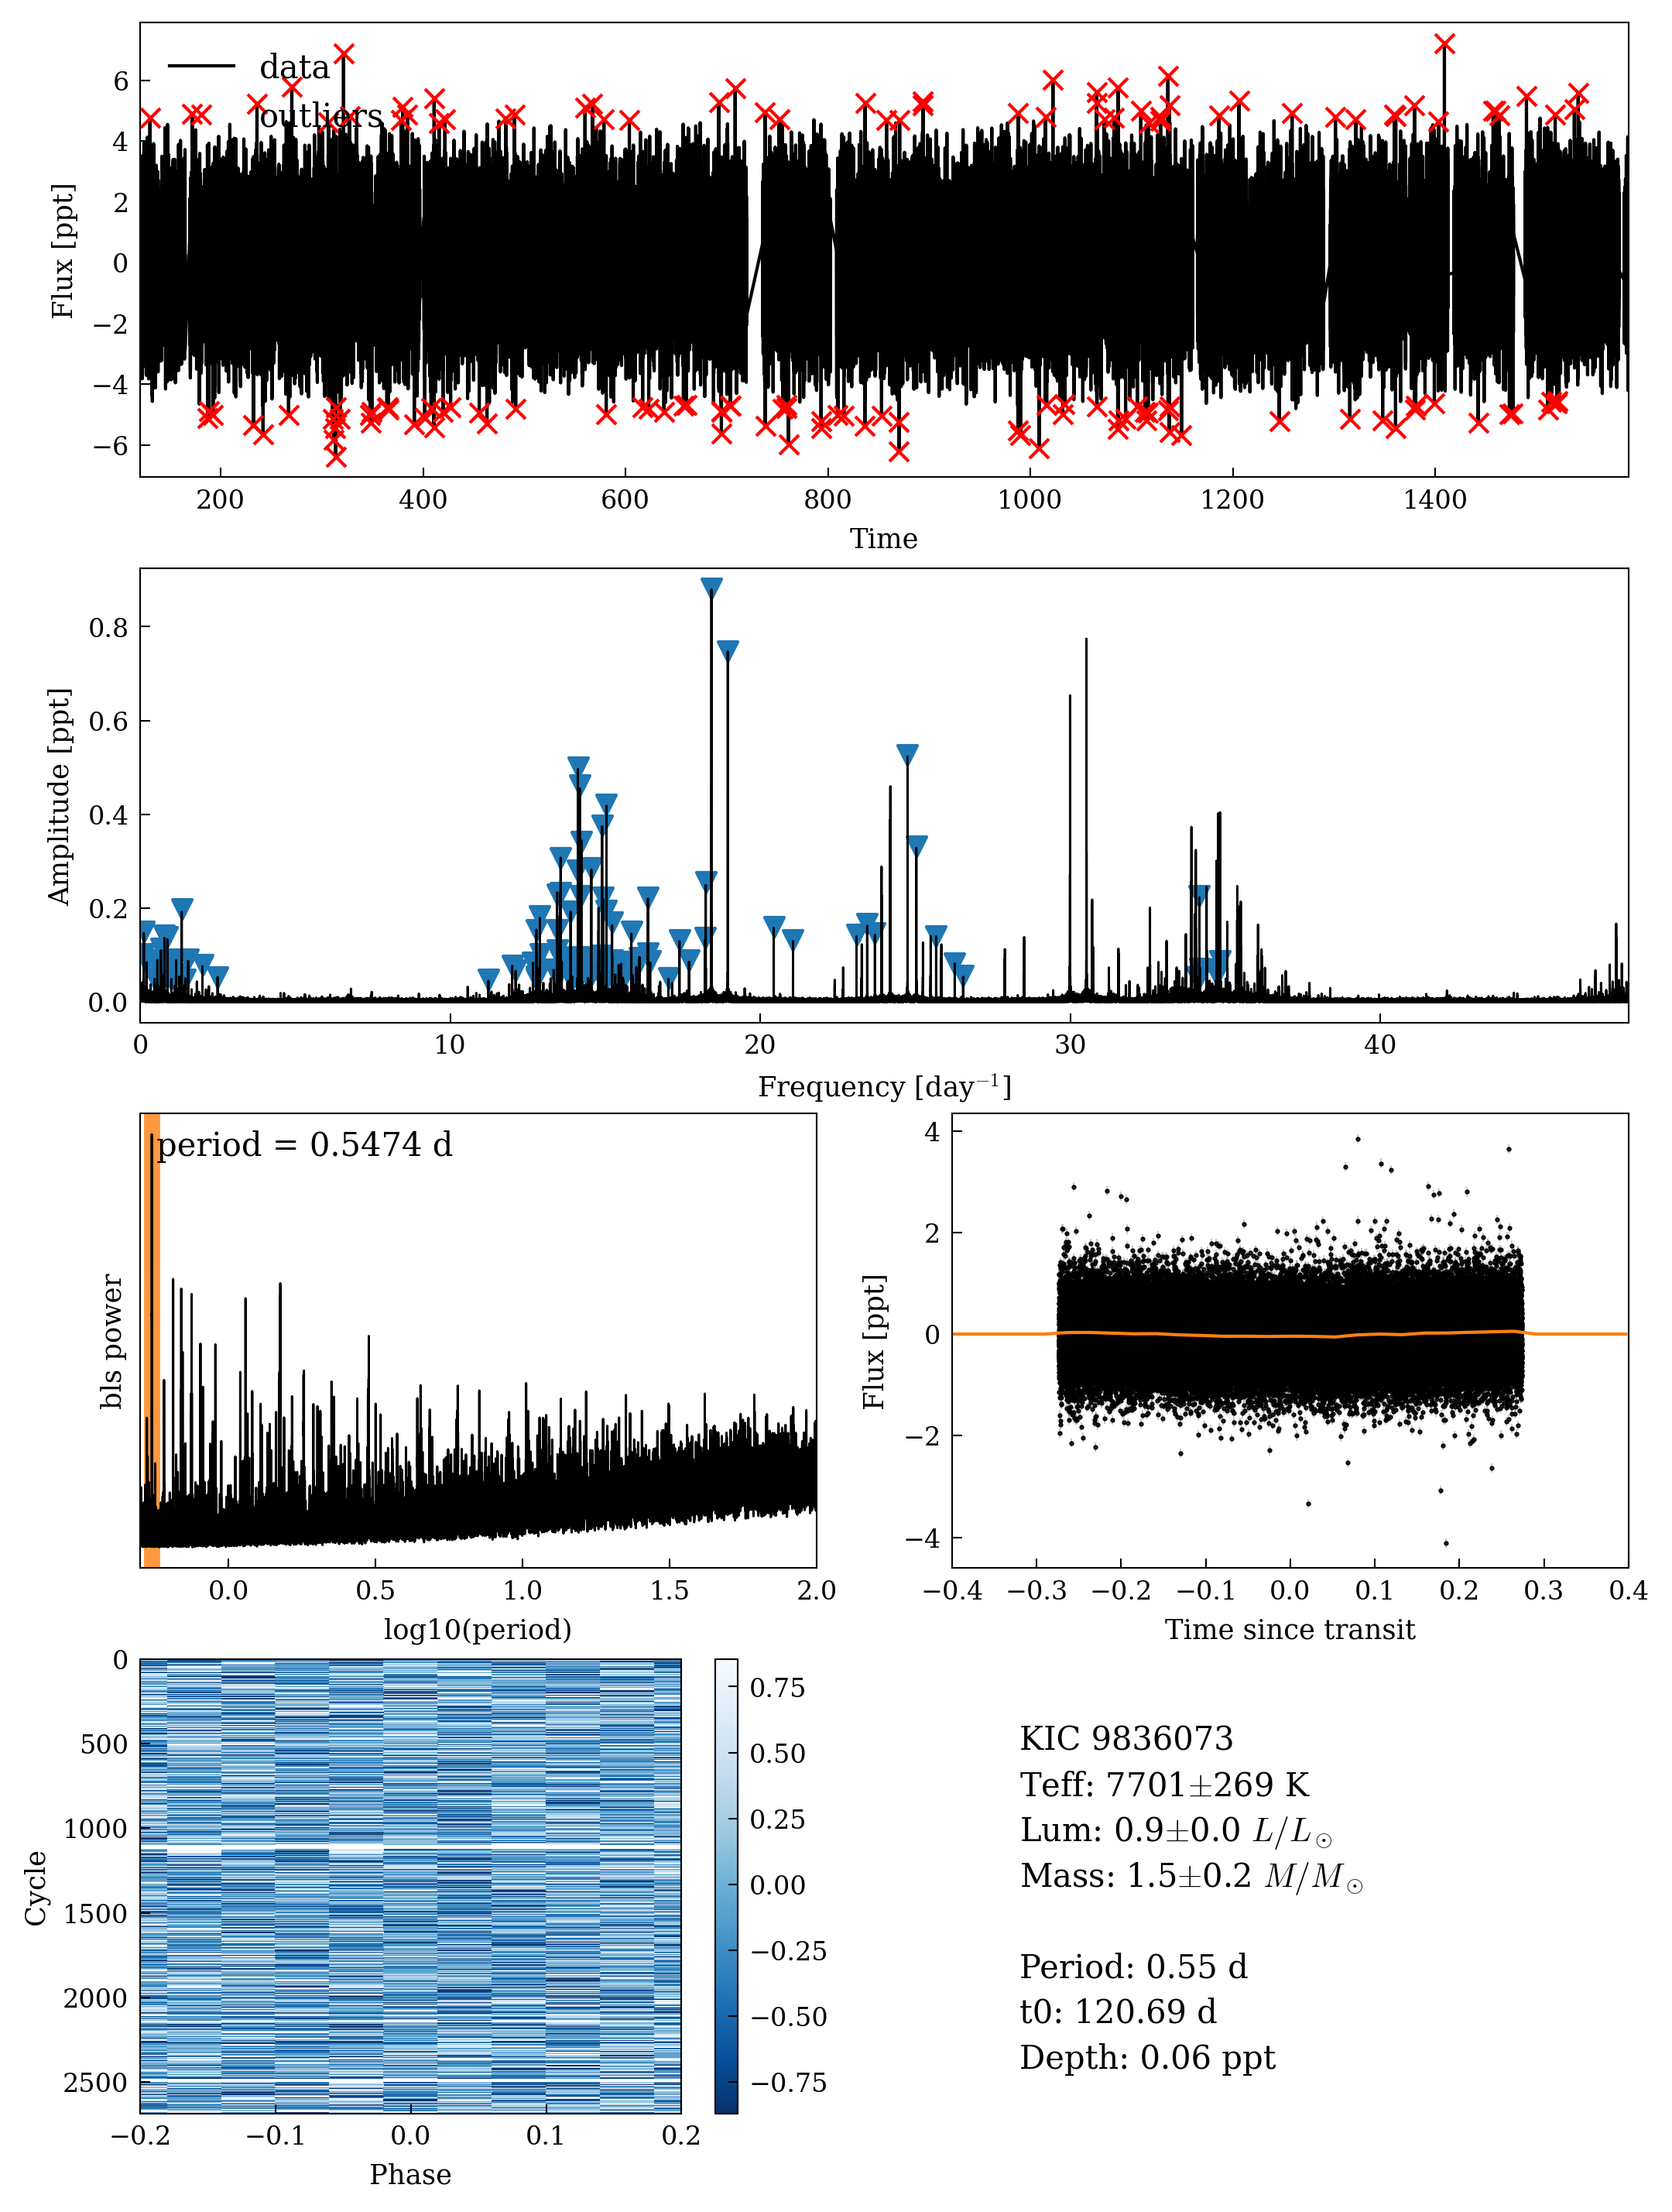 data
outliers
6
4
2
0
−2
−4
−6
Flux [ppt]
200 400 600 800 1000 1200 1400
Time
0.8
0.6
0.4
0.2
0.0
Amplitude [ppt]
0 10 20 30 40
Frequency [day⁻¹]
period = 0.5474 d
bls power
0.0 0.5 1.0 1.5 2.0
log10(period)
4
2
0
−2
−4
Flux [ppt]
−0.4 −0.3 −0.2 −0.1 0.0 0.1 0.2 0.3 0.4
Time since transit
0
500
1000
1500
2000
2500
Cycle
−0.2 −0.1 0.0 0.1 0.2
Phase
0.75
0.50
0.25
0.00
−0.25
−0.50
−0.75
KIC 9836073
Teff: 7701±269 K
Lum: 0.9±0.0 L/L⊙
Mass: 1.5±0.2 M/M⊙
Period: 0.55 d
t0: 120.69 d
Depth: 0.06 ppt